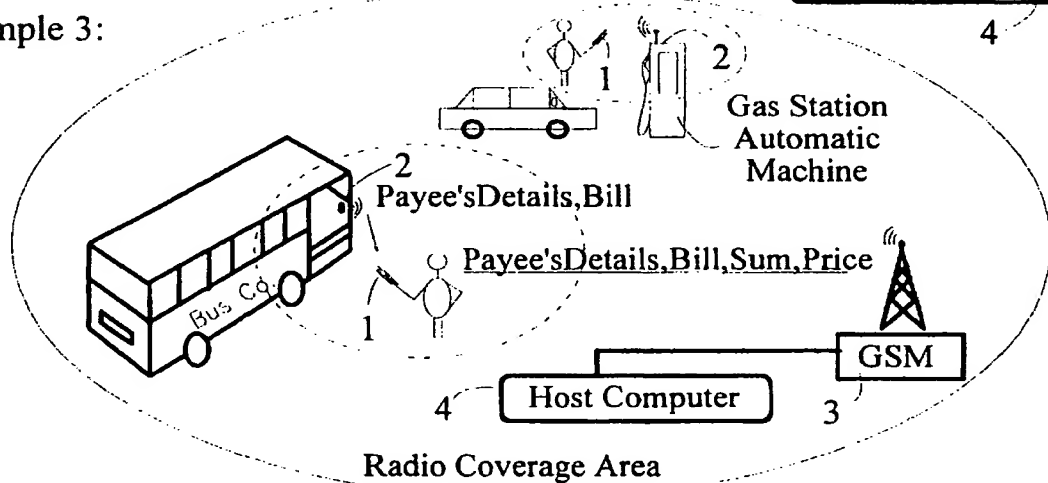 mple 3:
4
1
2
Gas Station
Automatic
Machine
2
Payee'sDetails,Bill
Payee'sDetails,Bill,Sum,Price
Bus Co.
1
GSM
4
Host Computer
3
Radio Coverage Area